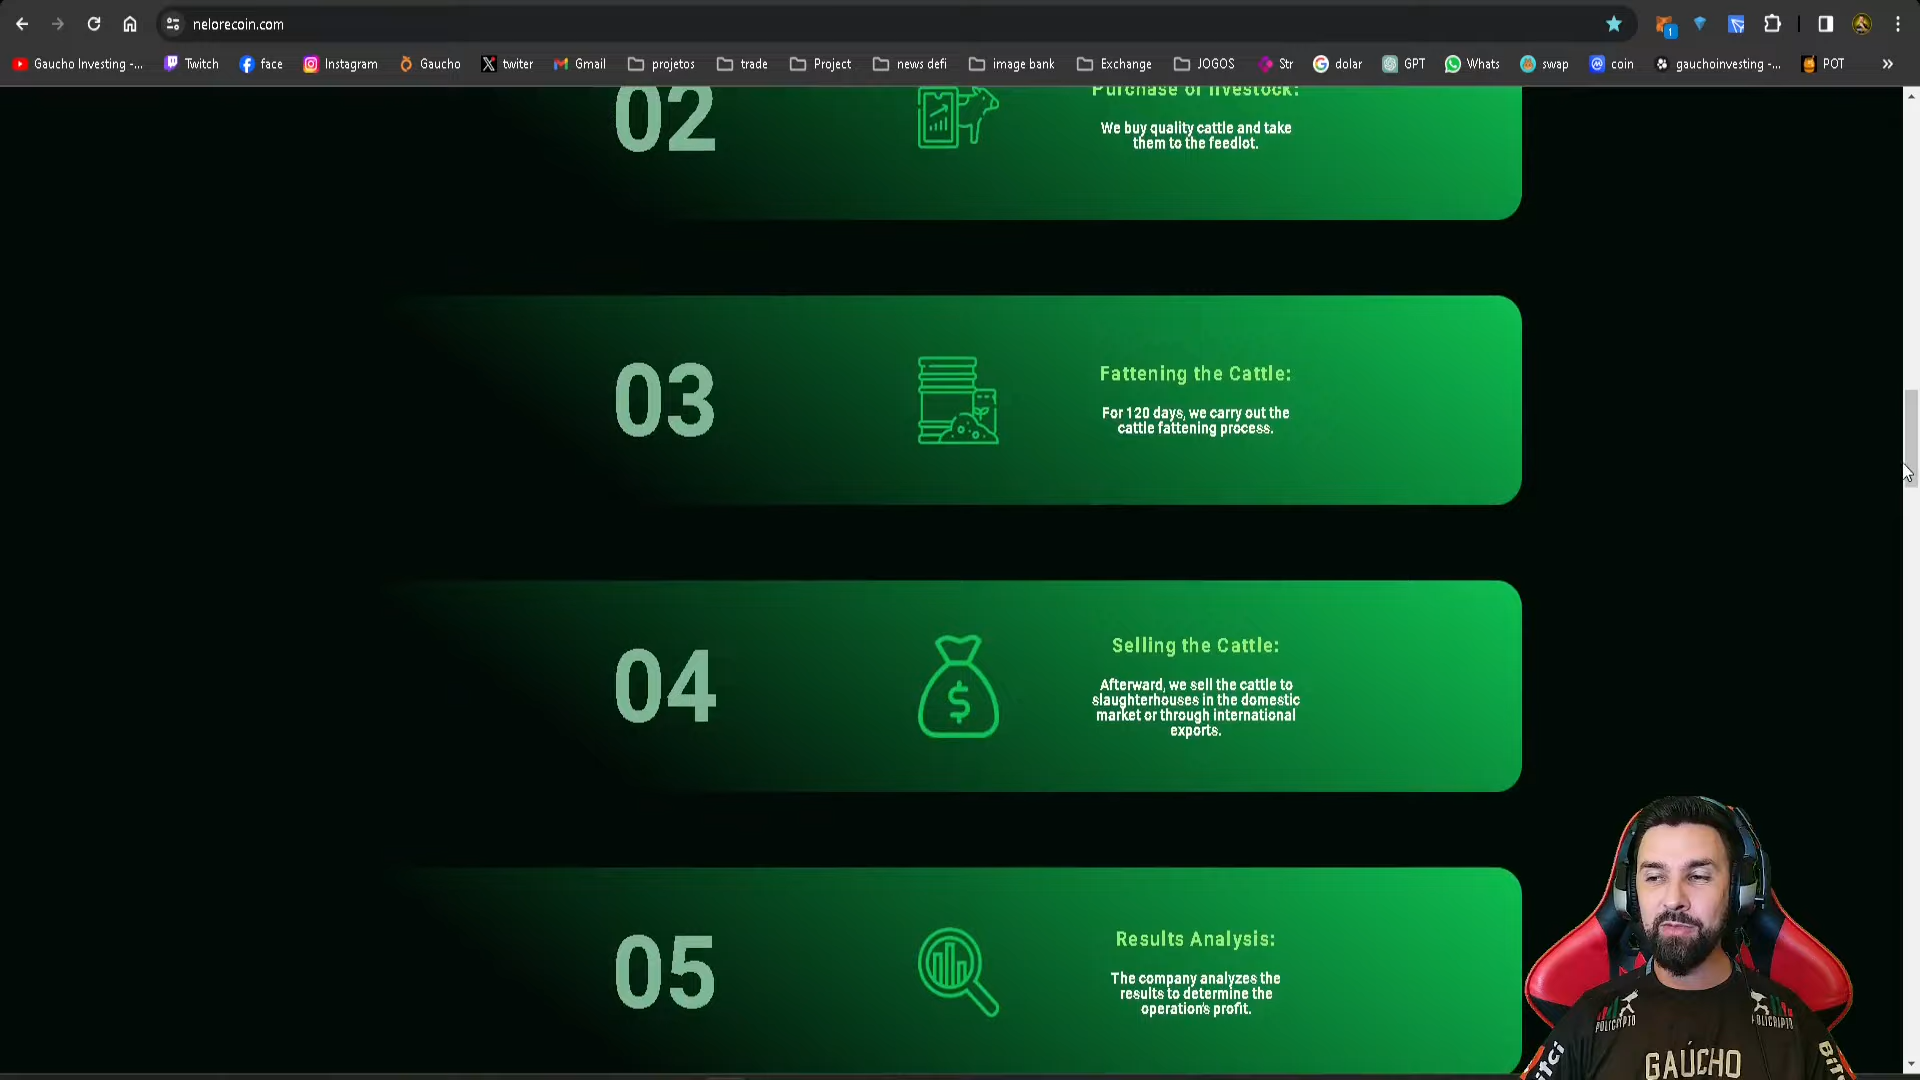 nelorecoin.com
Gaucho Investing -...
Twitch
face
Instagram
Gaucho
twiter
Gmail
projetos
trade
Project
news defi
image bank
Exchange
JOGOS
Str
dolar
GPT
Whats
swap
coin
gauchoinvesting -...
POT
02
Purchase of livestock:
We buy quality cattle and take
them to the feedlot.
03
Fattening the Cattle:
For 120 days, we carry out the
cattle fattening process.
04
Selling the Cattle:
Afterward, we sell the cattle to
slaughterhouses in the domestic
market or through international
exports.
05
Results Analysis:
The company analyzes the
results to determine the
operation's profit.
POLICRIPTO
GAÚCHO